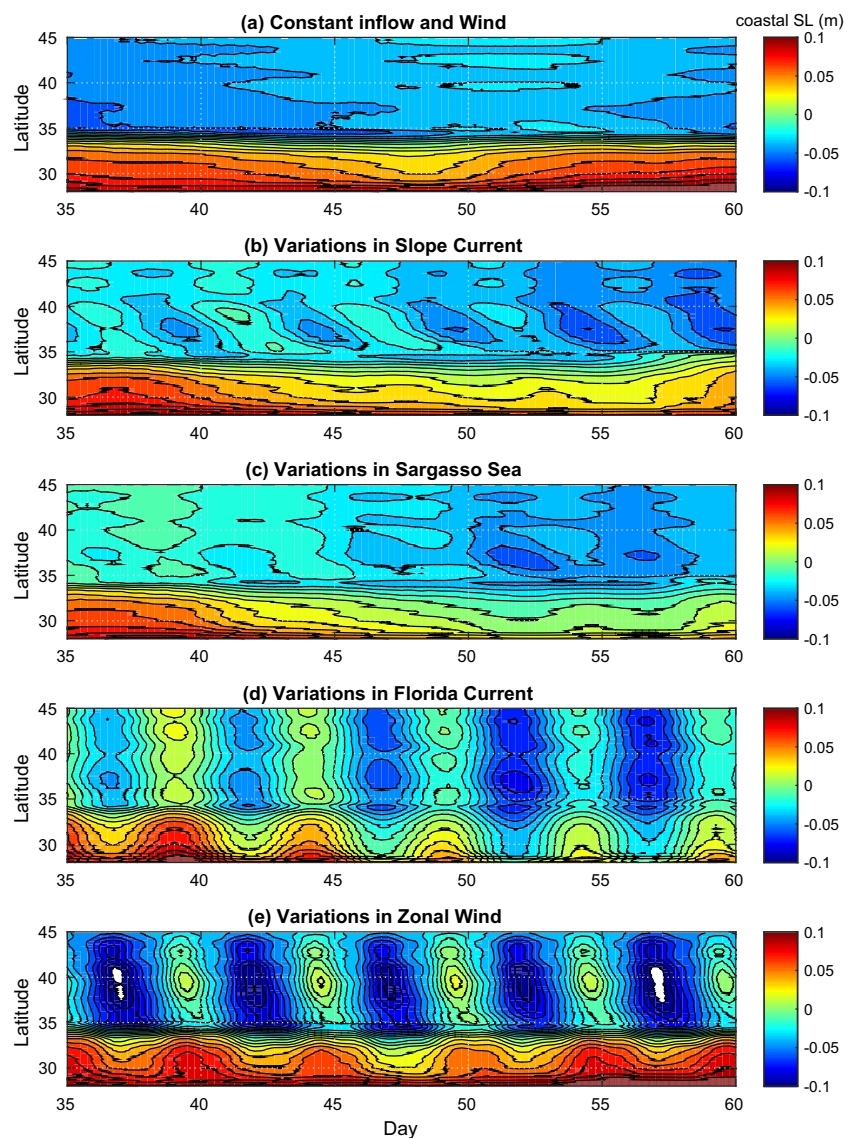 (a) Constant inflow and Wind
coastal SL (m)
Latitude
45
40
35
30
35 40 45 50 55 60
0.1
0.05
0
-0.05
-0.1
(b) Variations in Slope Current
Latitude
45
40
35
30
35 40 45 50 55 60
0.1
0.05
0
-0.05
-0.1
(c) Variations in Sargasso Sea
Latitude
45
40
35
30
35 40 45 50 55 60
0.1
0.05
0
-0.05
-0.1
(d) Variations in Florida Current
Latitude
45
40
35
30
35 40 45 50 55 60
0.1
0.05
0
-0.05
-0.1
(e) Variations in Zonal Wind
Latitude
45
40
35
30
35 40 45 50 55 60
0.1
0.05
0
-0.05
-0.1
Day